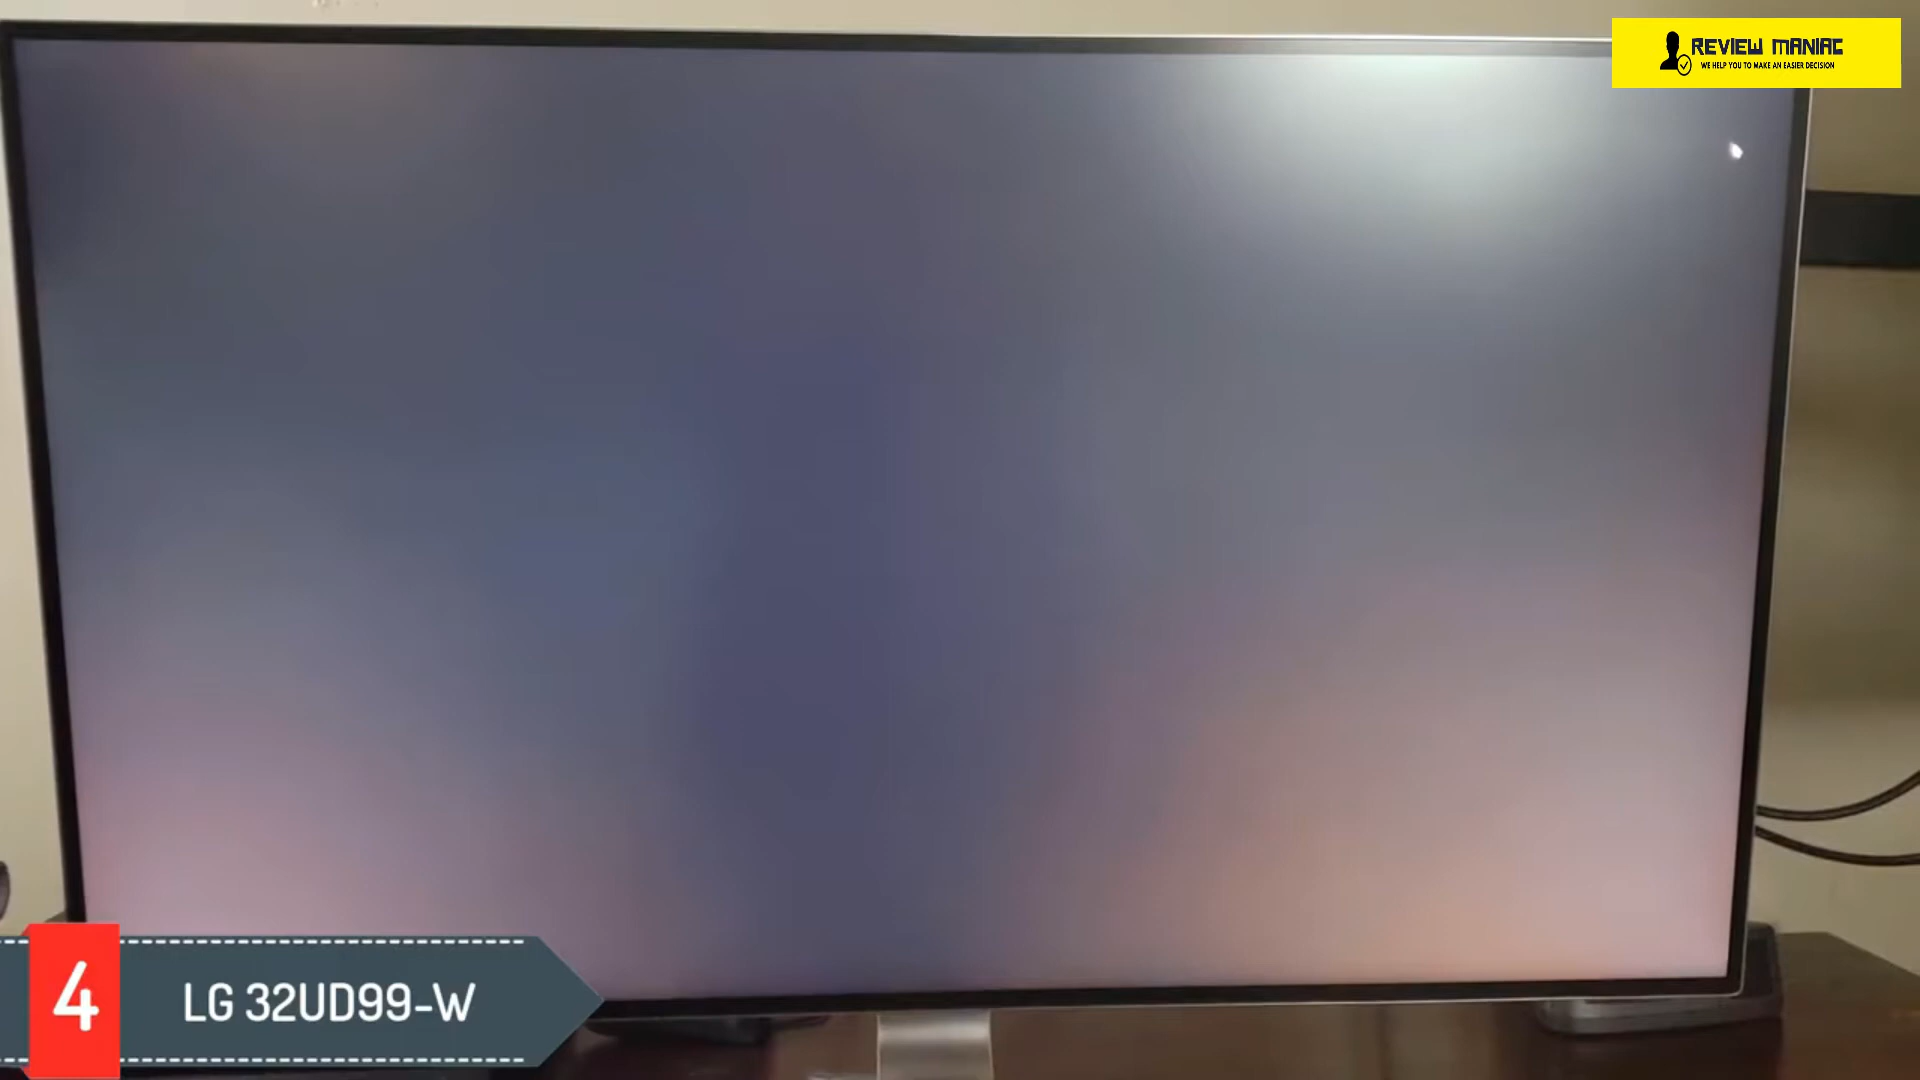 REVIEW MANIAC
WE HELP YOU TO MAKE AN EASIER DECISION
4
LG 32UD99-W